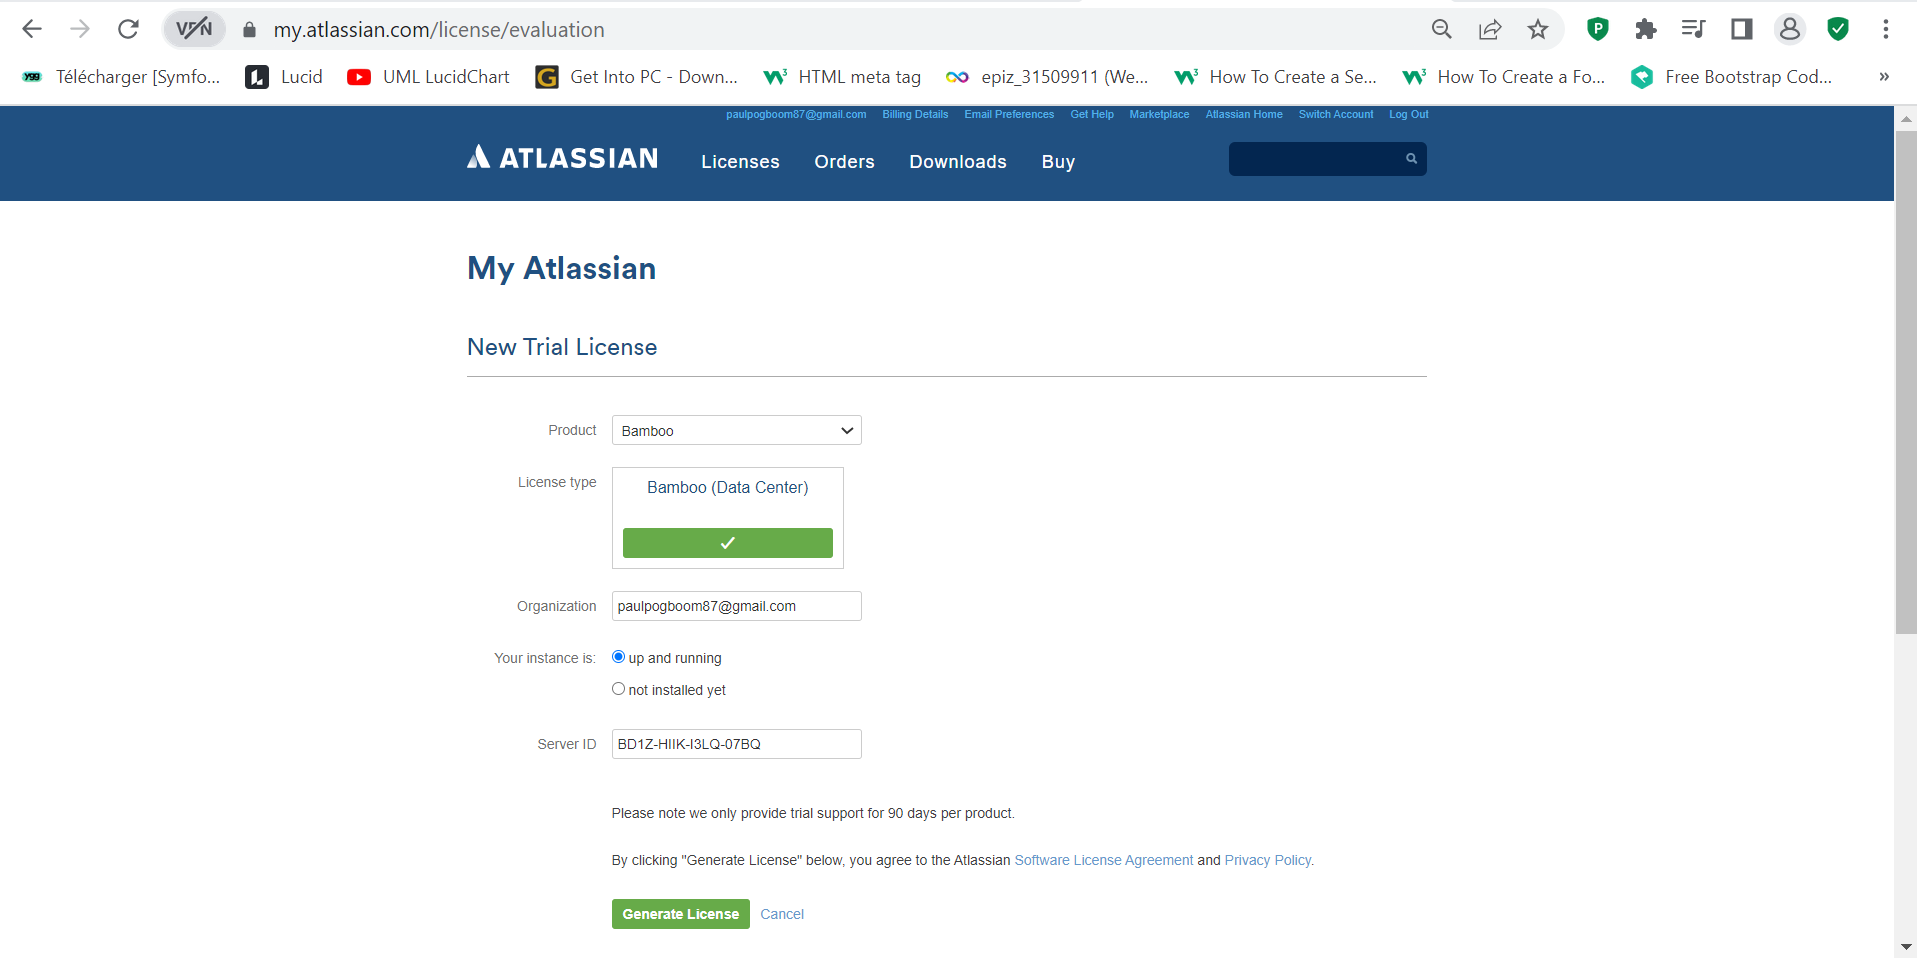 VPN my.atlassian.com/license/evaluation
Télécharger [Symfo... Lucid UML LucidChart Get Into PC - Down... HTML meta tag epiz_31509911 (We... How To Create a Se... How To Create a Fo... Free Bootstrap Cod... »
paulpogboom87@gmail.com Billing Details Email Preferences Get Help Marketplace Atlassian Home Switch Account Log Out
ATLASSIAN Licenses Orders Downloads Buy
My Atlassian
New Trial License
Product Bamboo
License type Bamboo (Data Center)
Organization paulpogboom87@gmail.com
Your instance is: up and running
not installed yet
Server ID BD1Z-HIIK-I3LQ-07BQ
Please note we only provide trial support for 90 days per product.
By clicking "Generate License" below, you agree to the Atlassian Software License Agreement and Privacy Policy.
Generate License Cancel